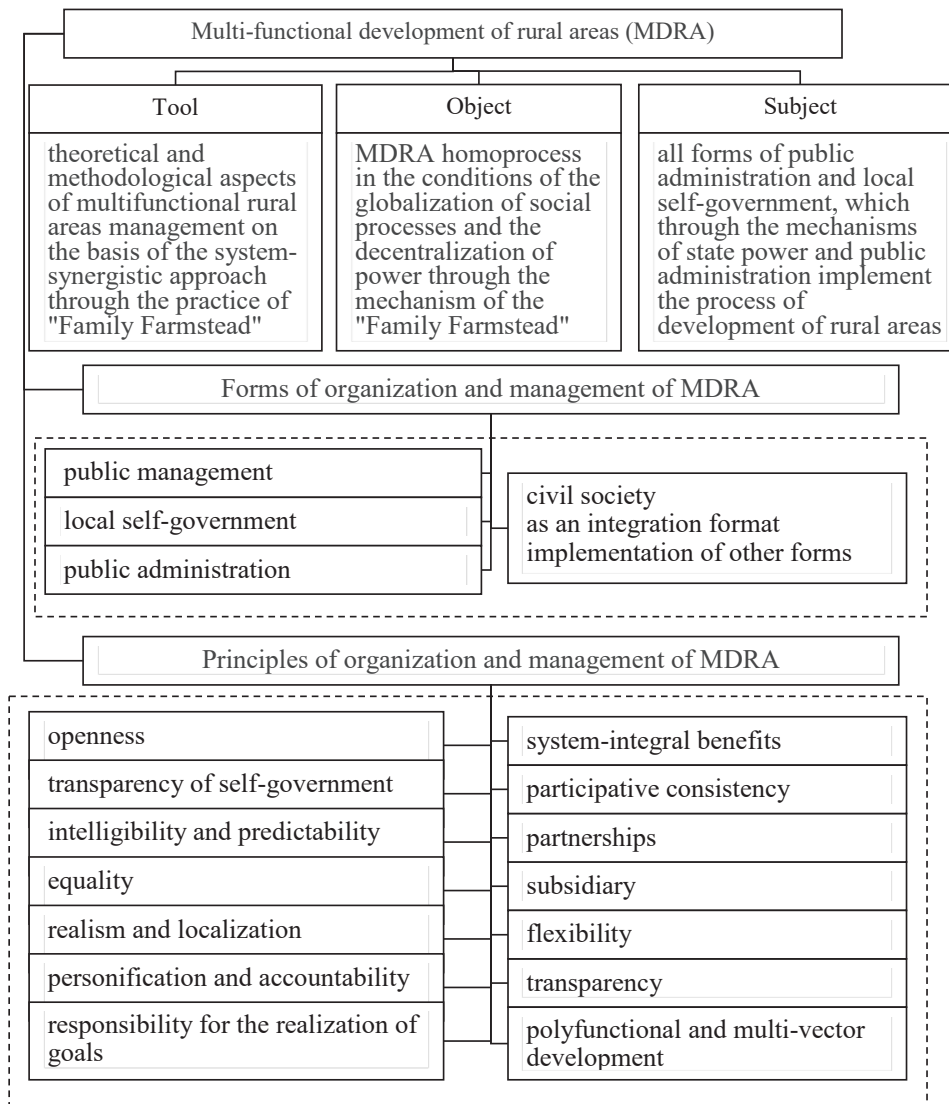 Multi-functional development of rural areas (MDRA)
Tool
theoretical and
methodological aspects
of multifunctional rural
areas management on
the basis of the system-
synergistic approach
through the practice of
"Family Farmstead"
Object
MDRA homoprocess
in the conditions of the
globalization of social
processes and the
decentralization of
power through the
mechanism of the
"Family Farmstead"
Subject
all forms of public
administration and local
self-government, which
through the mechanisms
of state power and public
administration implement
the process of
development of rural areas
Forms of organization and management of MDRA
public management
local self-government
public administration
civil society
as an integration format
implementation of other forms
Principles of organization and management of MDRA
openness
transparency of self-government
intelligibility and predictability
equality
realism and localization
personification and accountability
responsibility for the realization of
goals
system-integral benefits
participative consistency
partnerships
subsidiary
flexibility
transparency
polyfunctional and multi-vector
development